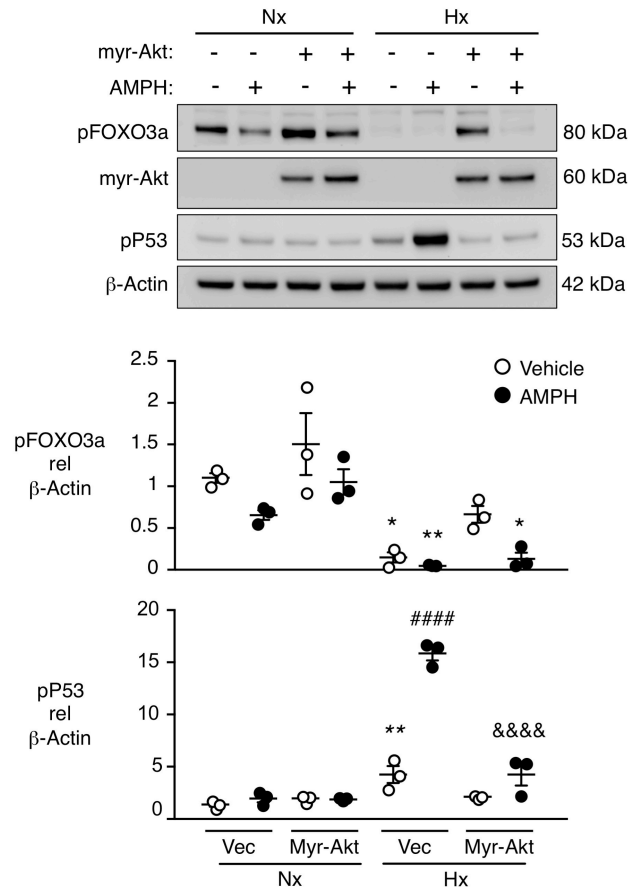 Nx Hx
myr-Akt: - - + + - - + +
AMPH: - + - + - + - +
pFOXO3a 80 kDa
myr-Akt 60 kDa
pP53 53 kDa
β-Actin 42 kDa
2.5
2
1.5
1
0.5
0
pFOXO3a
rel
β-Actin
Vehicle
AMPH
* ** *
20
15
10
5
0
pP53
rel
β-Actin
####
** &&&&
Vec Myr-Akt Vec Myr-Akt
Nx Hx